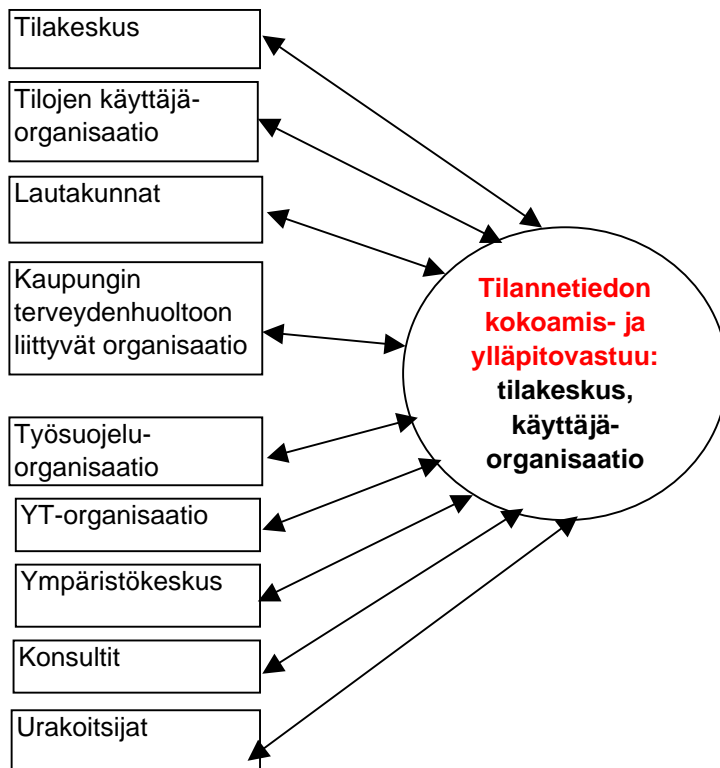 Tilakeskus
Tilojen käyttäjä-
organisaatio
Lautakunnat
Kaupungin
terveydenhuoltoon
liittyvät organisaatio
Työsuojelu-
organisaatio
YT-organisaatio
Ympäristökeskus
Konsultit
Urakoitsijat
Tilannetiedon
kokoamis- ja
ylläpitovastuu:
tilakeskus,
käyttäjä-
organisaatio